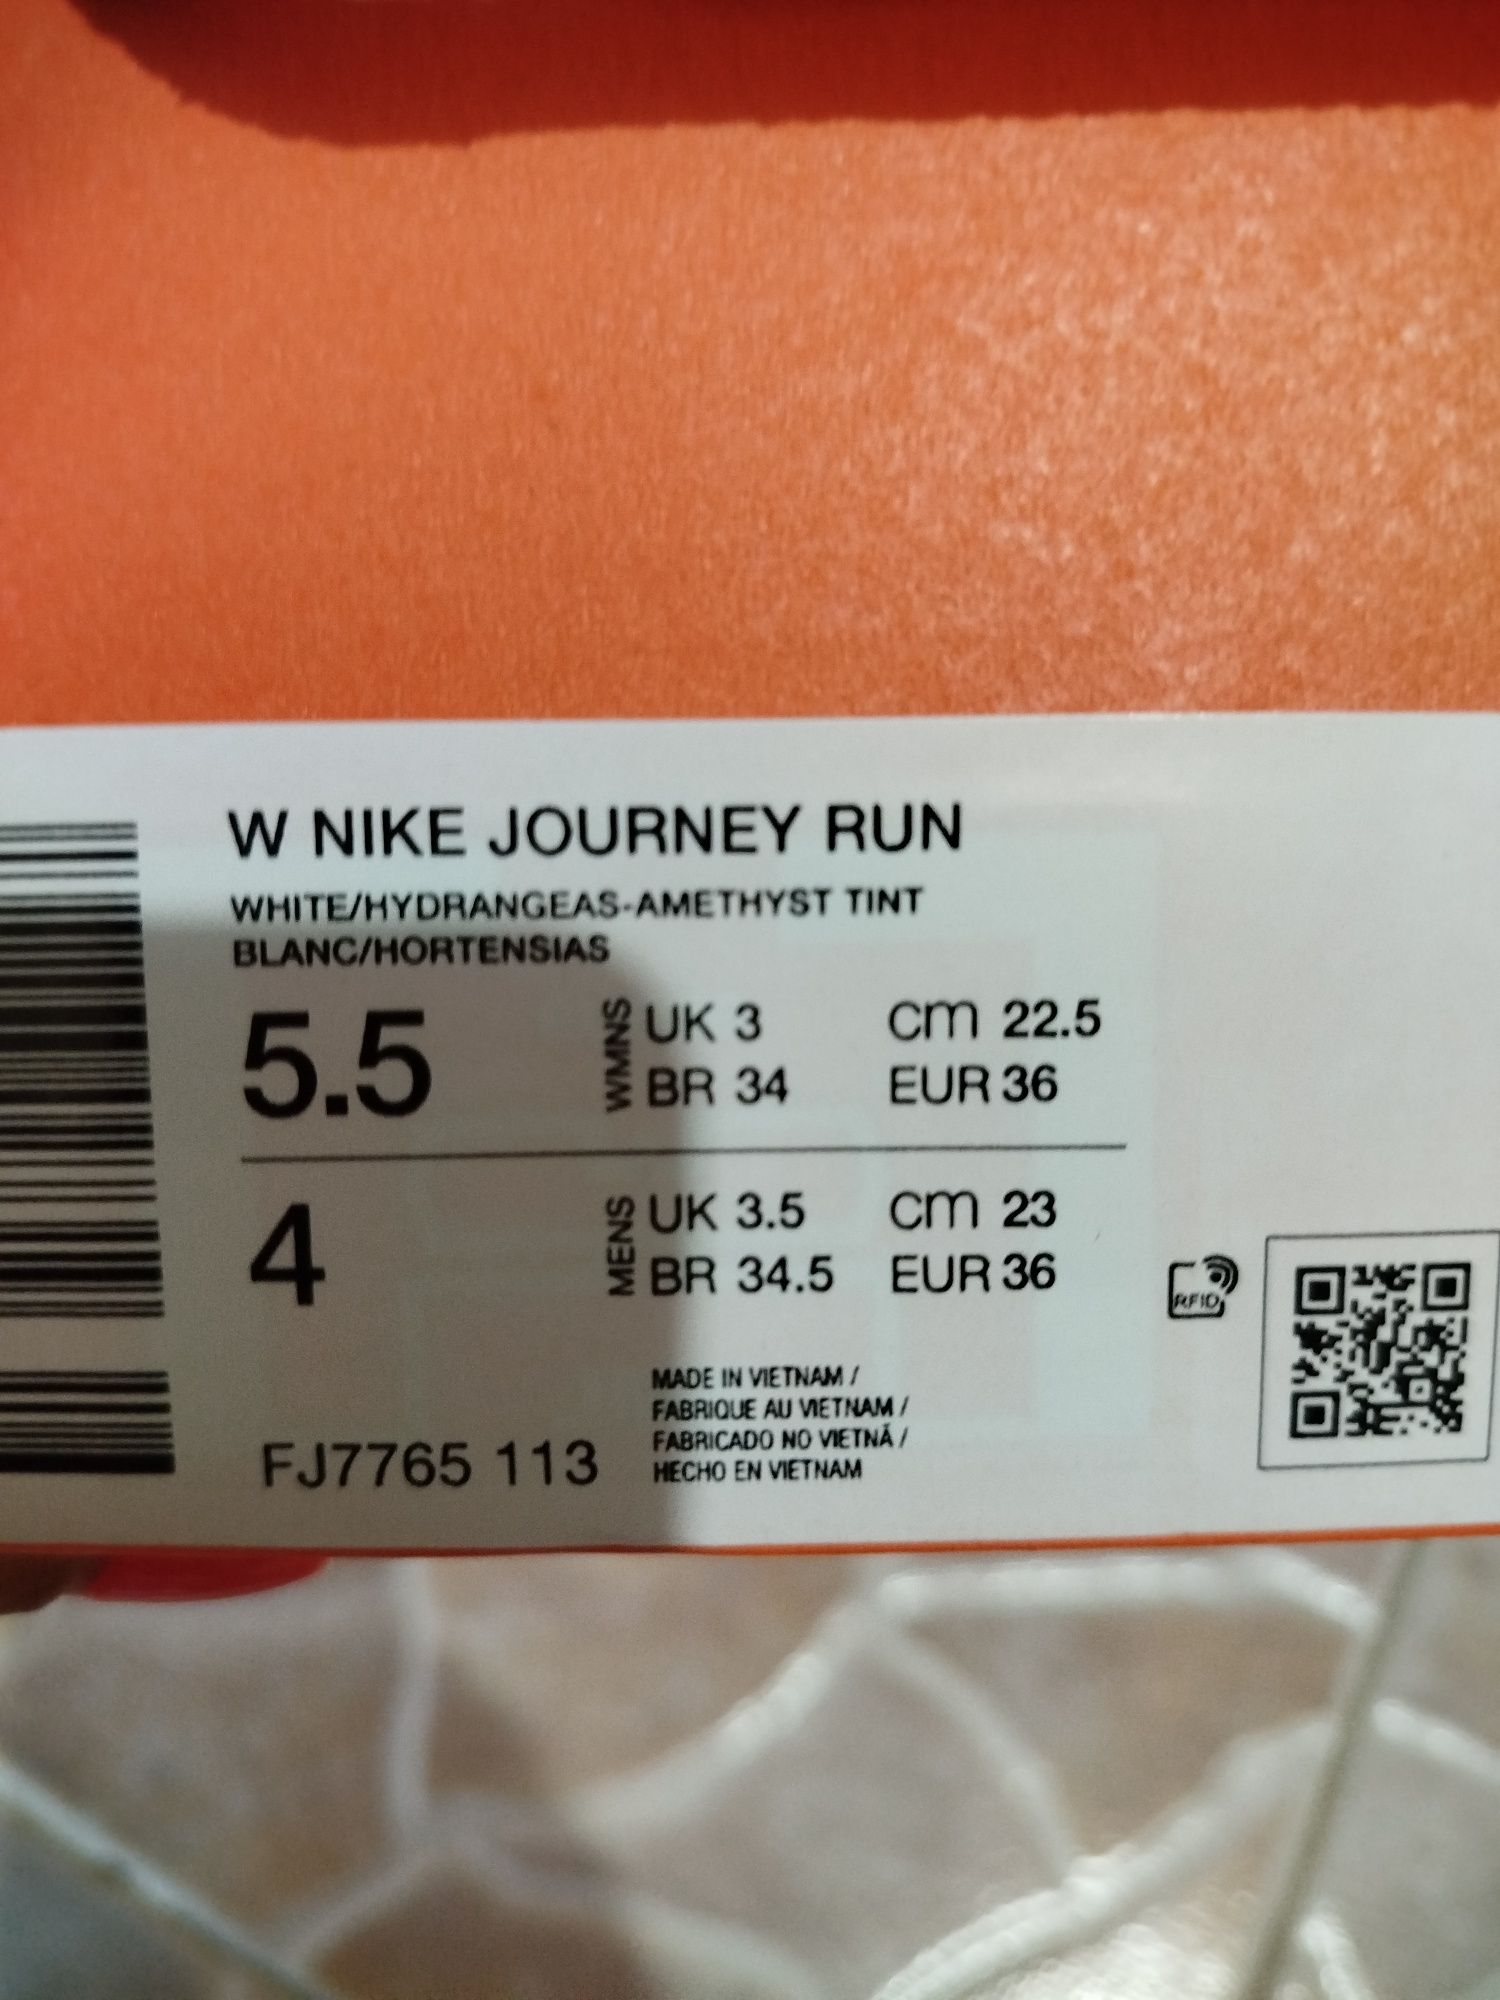 W NIKE JOURNEY RUN
WHITE/HYDRANGEAS-AMETHYST TINT
BLANC/HORTENSIAS
5.5 WMNS UK 3 cm 22.5
BR 34 EUR 36
4 MENS UK 3.5 cm 23
BR 34.5 EUR 36
RFID
MADE IN VIETNAM /
FABRIQUE AU VIETNAM /
FABRICADO NO VIETNÃ /
HECHO EN VIETNAM
FJ7765 113